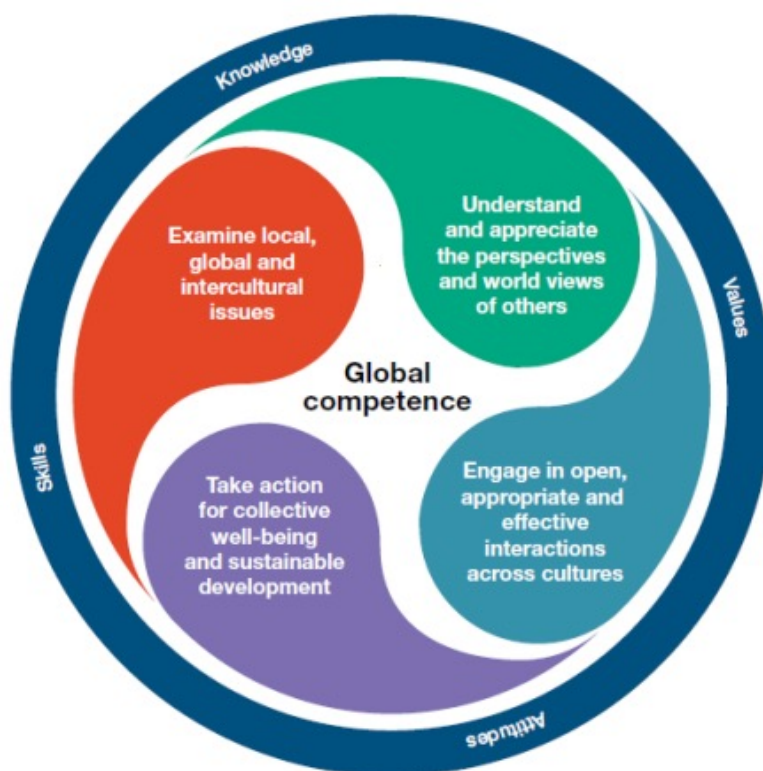 Knowledge
Understand
and appreciate
the perspectives
and world views
of others
Examine local,
global and
intercultural
issues
Values
Global
competence
Skills
Take action
for collective
well-being
and sustainable
development
Engage in open,
appropriate and
effective
interactions
across cultures
Attitudes